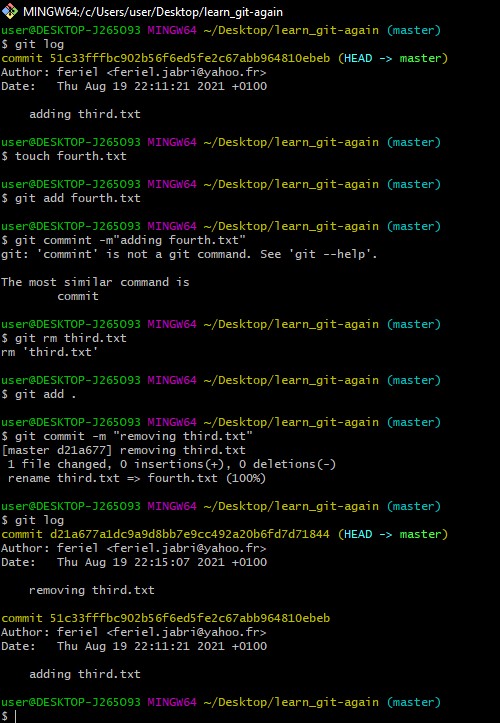 MINGW64:/c/Users/user/Desktop/learn_git-again
user@DESKTOP-J265O93 MINGW64 ~/Desktop/learn_git-again (master)
$ git log
commit 51c33fffbc902b56f6ed5fe2c67abb964810ebeb (HEAD -> master)
Author: feriel <feriel.jabri@yahoo.fr>
Date:   Thu Aug 19 22:11:21 2021 +0100
    adding third.txt
user@DESKTOP-J265O93 MINGW64 ~/Desktop/learn_git-again (master)
$ touch fourth.txt
user@DESKTOP-J265O93 MINGW64 ~/Desktop/learn_git-again (master)
$ git add fourth.txt
user@DESKTOP-J265O93 MINGW64 ~/Desktop/learn_git-again (master)
$ git commint -m"adding fourth.txt"
git: 'commint' is not a git command. See 'git --help'.
The most similar command is
        commit
user@DESKTOP-J265O93 MINGW64 ~/Desktop/learn_git-again (master)
$ git rm third.txt
rm 'third.txt'
user@DESKTOP-J265O93 MINGW64 ~/Desktop/learn_git-again (master)
$ git add .
user@DESKTOP-J265O93 MINGW64 ~/Desktop/learn_git-again (master)
$ git commit -m "removing third.txt"
[master d21a677] removing third.txt
 1 file changed, 0 insertions(+), 0 deletions(-)
 rename third.txt => fourth.txt (100%)
user@DESKTOP-J265O93 MINGW64 ~/Desktop/learn_git-again (master)
$ git log
commit d21a677a1dc9a9d8bb7e9cc492a20b6fd7d71844 (HEAD -> master)
Author: feriel <feriel.jabri@yahoo.fr>
Date:   Thu Aug 19 22:15:07 2021 +0100
    removing third.txt
commit 51c33fffbc902b56f6ed5fe2c67abb964810ebeb
Author: feriel <feriel.jabri@yahoo.fr>
Date:   Thu Aug 19 22:11:21 2021 +0100
    adding third.txt
user@DESKTOP-J265O93 MINGW64 ~/Desktop/learn_git-again (master)
$